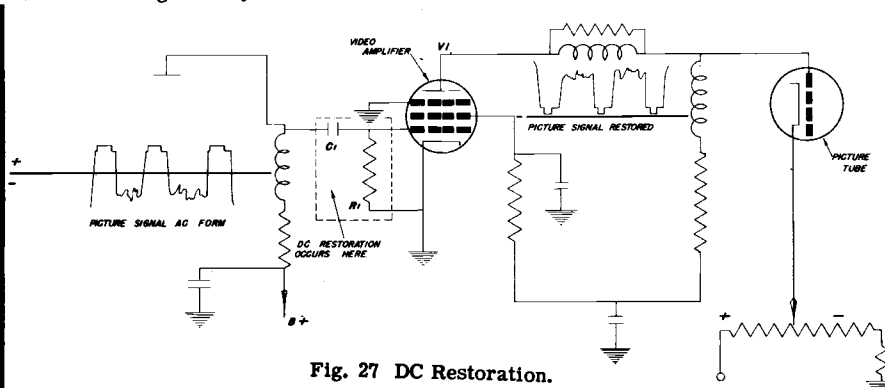 VIDEO
AMPLIFIER
V1
+
-
PICTURE SIGNAL AC FORM
C1
R1
DC RESTORATION
OCCURS HERE
B+
PICTURE SIGNAL RESTORED
PICTURE
TUBE
+
-
Fig. 27 DC Restoration.